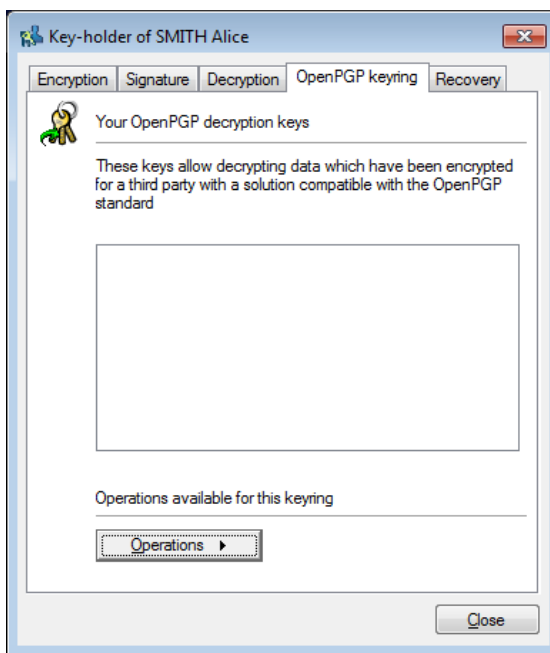 Key-holder of SMITH Alice
Encryption Signature Decryption OpenPGP keyring Recovery
Your OpenPGP decryption keys
These keys allow decrypting data which have been encrypted
for a third party with a solution compatible with the OpenPGP
standard
Operations available for this keyring
Operations
Close